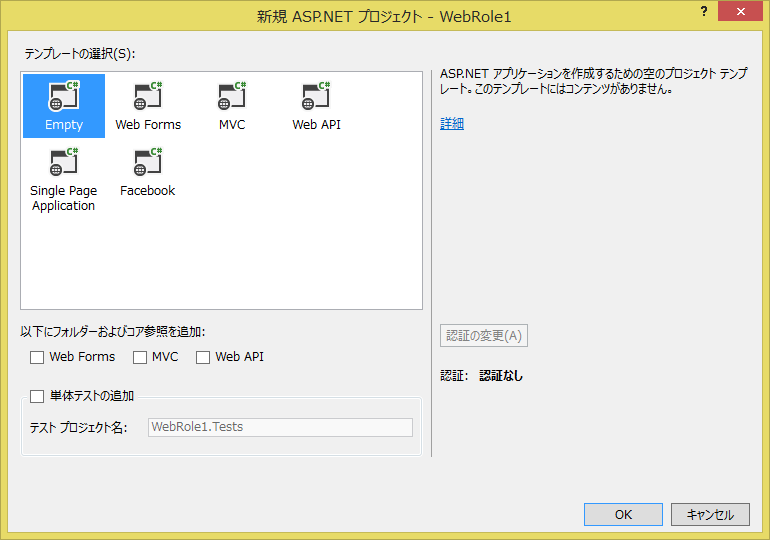 新規 ASP.NET プロジェクト - WebRole1
?
テンプレートの選択(S):
C#
C#
C#
C#
Empty
Web Forms
MVC
Web API
C#
C#
Single Page
Application
Facebook
ASP.NET アプリケーションを作成するための空のプロジェクト テンプ
レート。このテンプレートにはコンテンツがありません。
詳細
以下にフォルダーおよびコア参照を追加:
Web Forms
MVC
Web API
単体テストの追加
テスト プロジェクト名:
WebRole1.Tests
認証の変更(A)
認証: 認証なし
OK
キャンセル